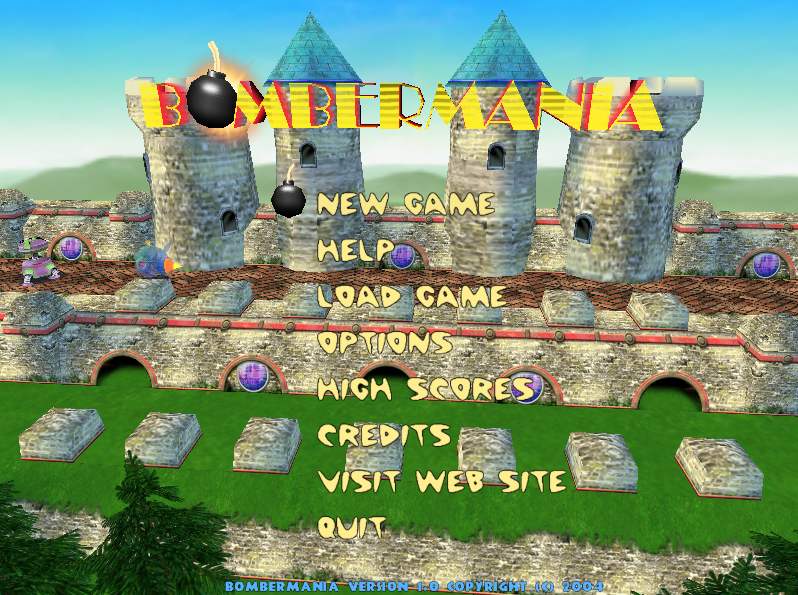 BOMBERMANIA
NEW GAME
HELP
LOAD GAME
OPTIONS
HIGH SCORES
CREDITS
VISIT WEB SITE
QUIT
BOMBERMANIA VERSION 1.0 COPYRIGHT (C) 2004